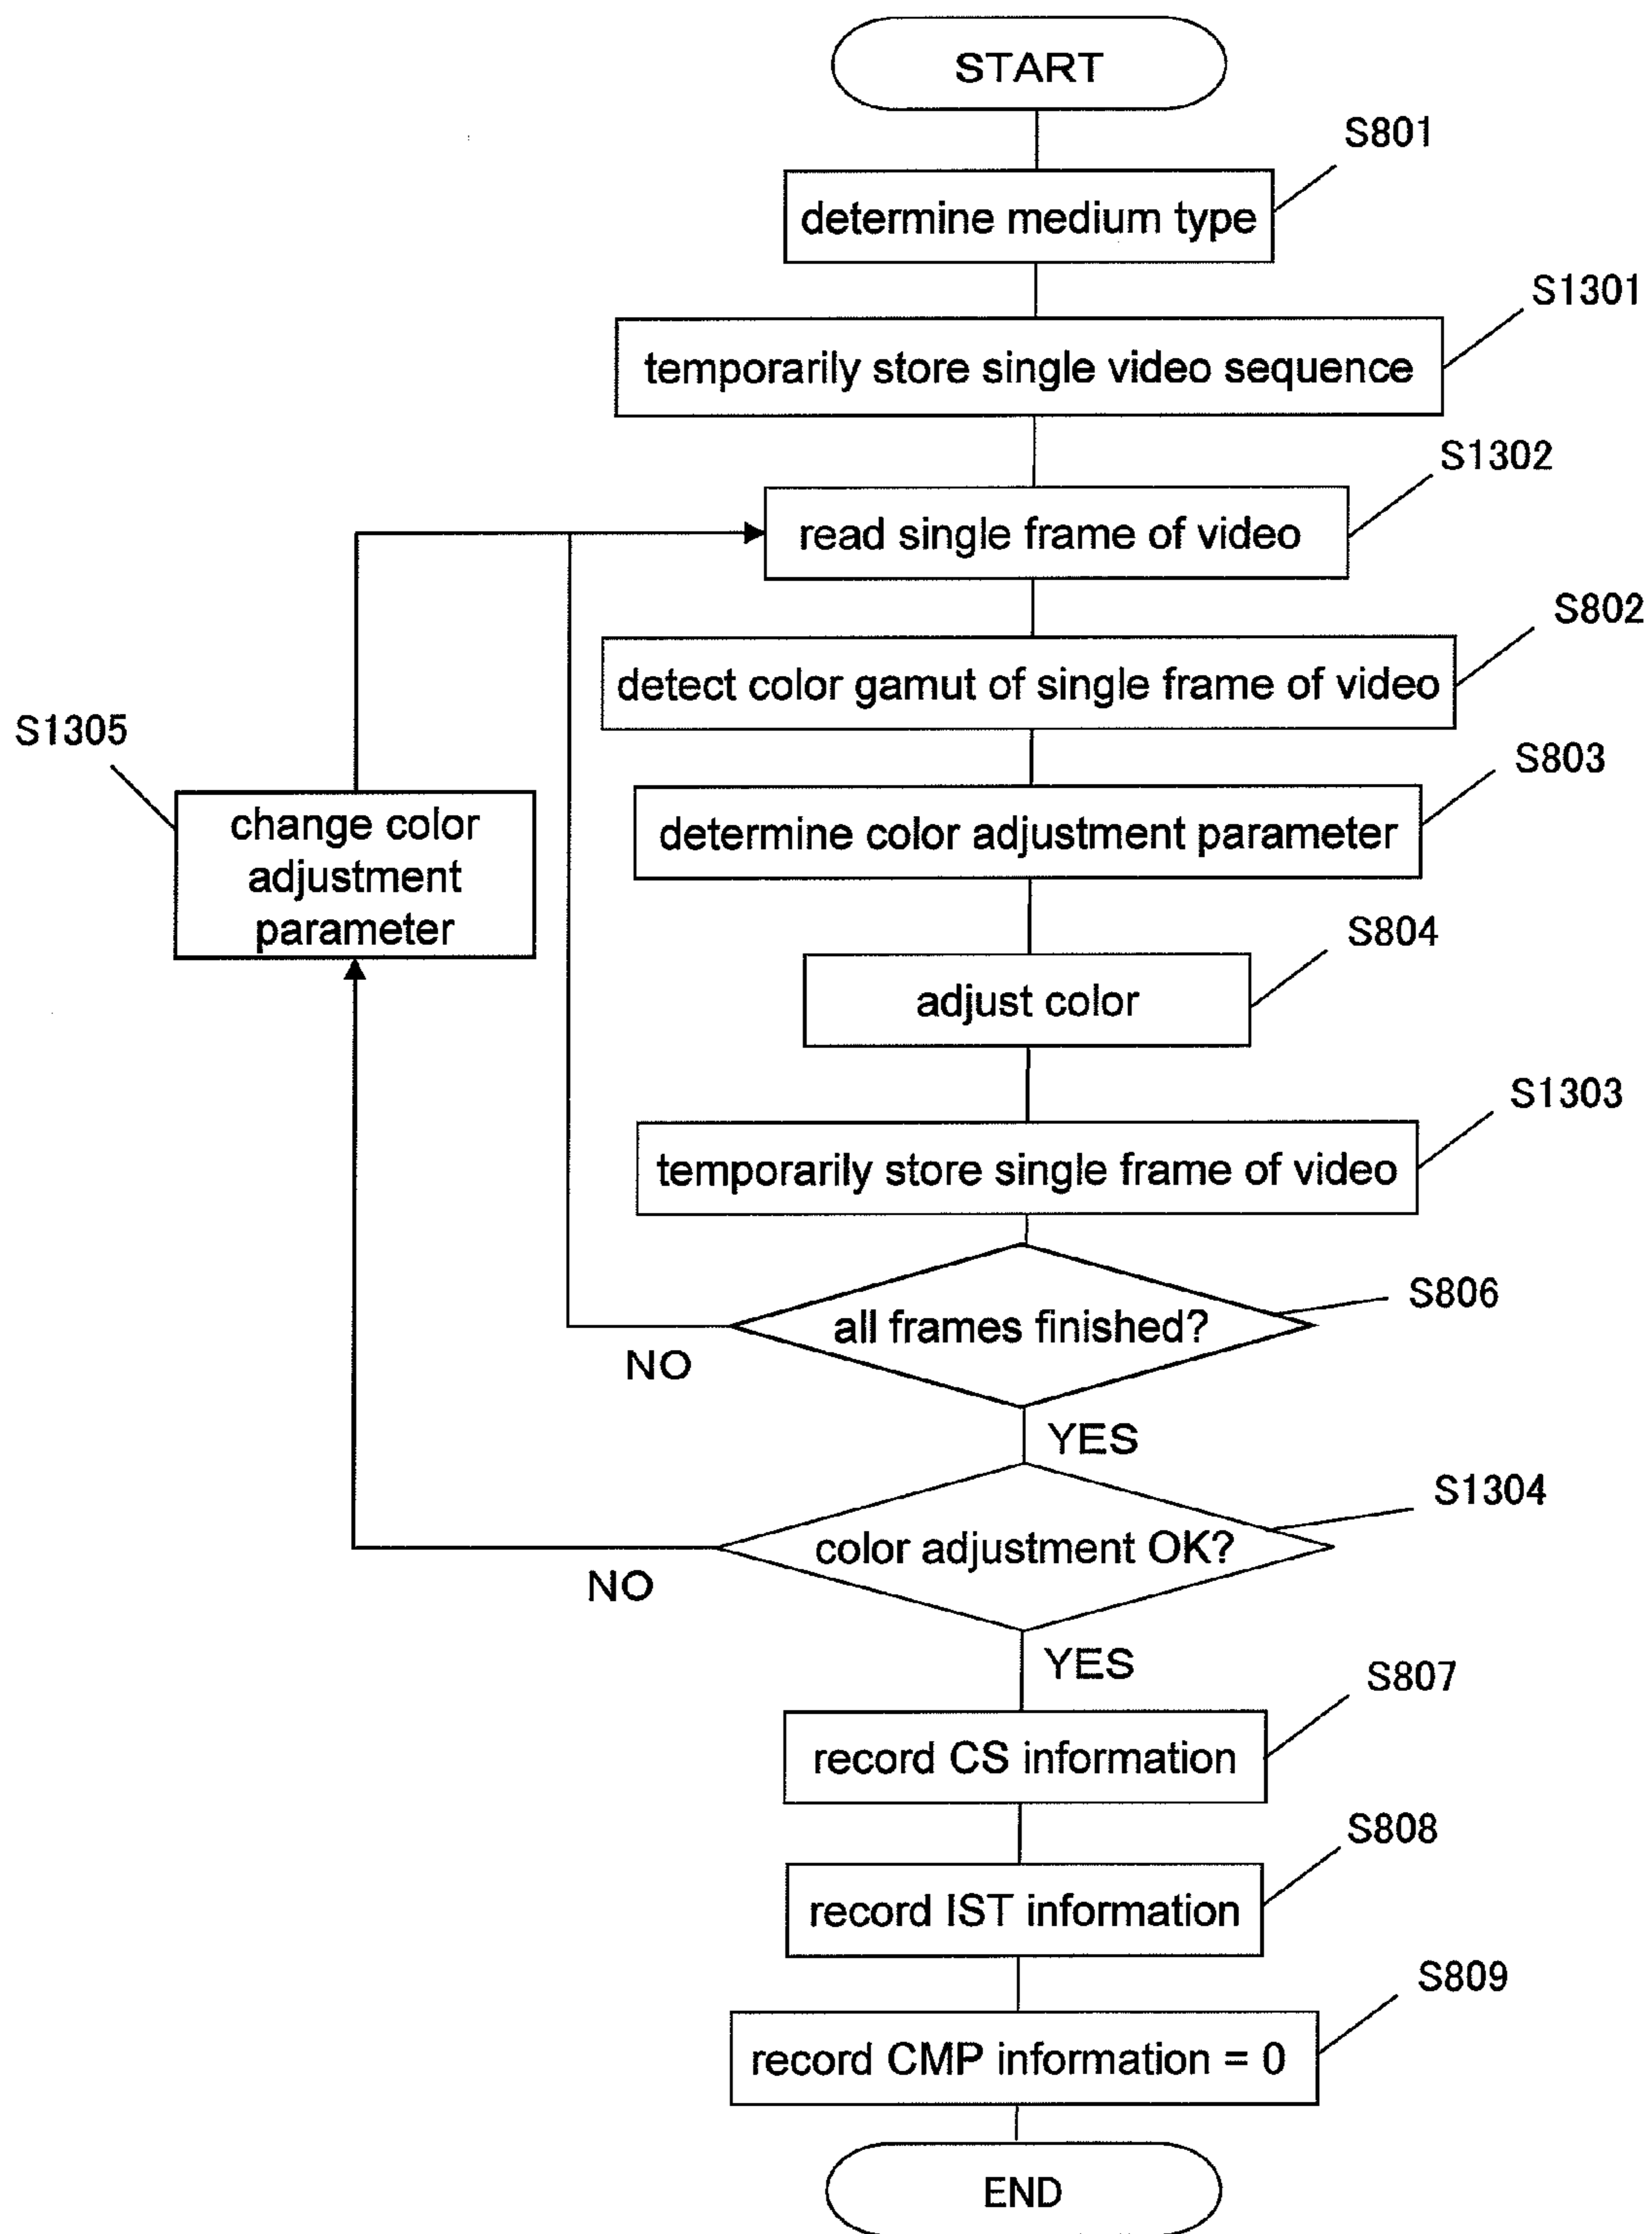 START
S801
determine medium type
S1301
temporarily store single video sequence
S1302
read single frame of video
S802
detect color gamut of single frame of video
S803
determine color adjustment parameter
S1305
change color
adjustment
parameter
S804
adjust color
S1303
temporarily store single frame of video
S806
all frames finished?
NO
YES
S1304
color adjustment OK?
NO
YES
S807
record CS information
S808
record IST information
S809
record CMP information = 0
END